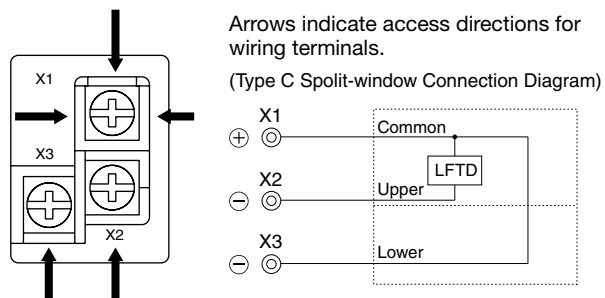 Arrows indicate access directions for
wiring terminals.
(Type C Spolit-window Connection Diagram)
X1
X3
X2
X1
Common
LFTD
X2
Upper
X3
Lower